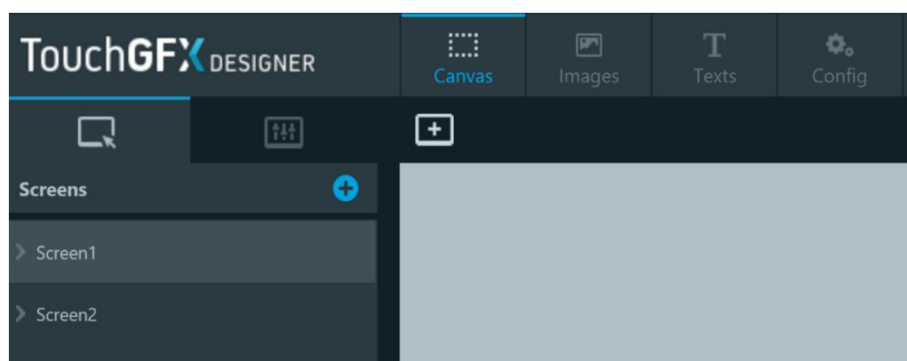 TouchGFX DESIGNER
Canvas
Images
Texts
Config
Screens
Screen1
Screen2